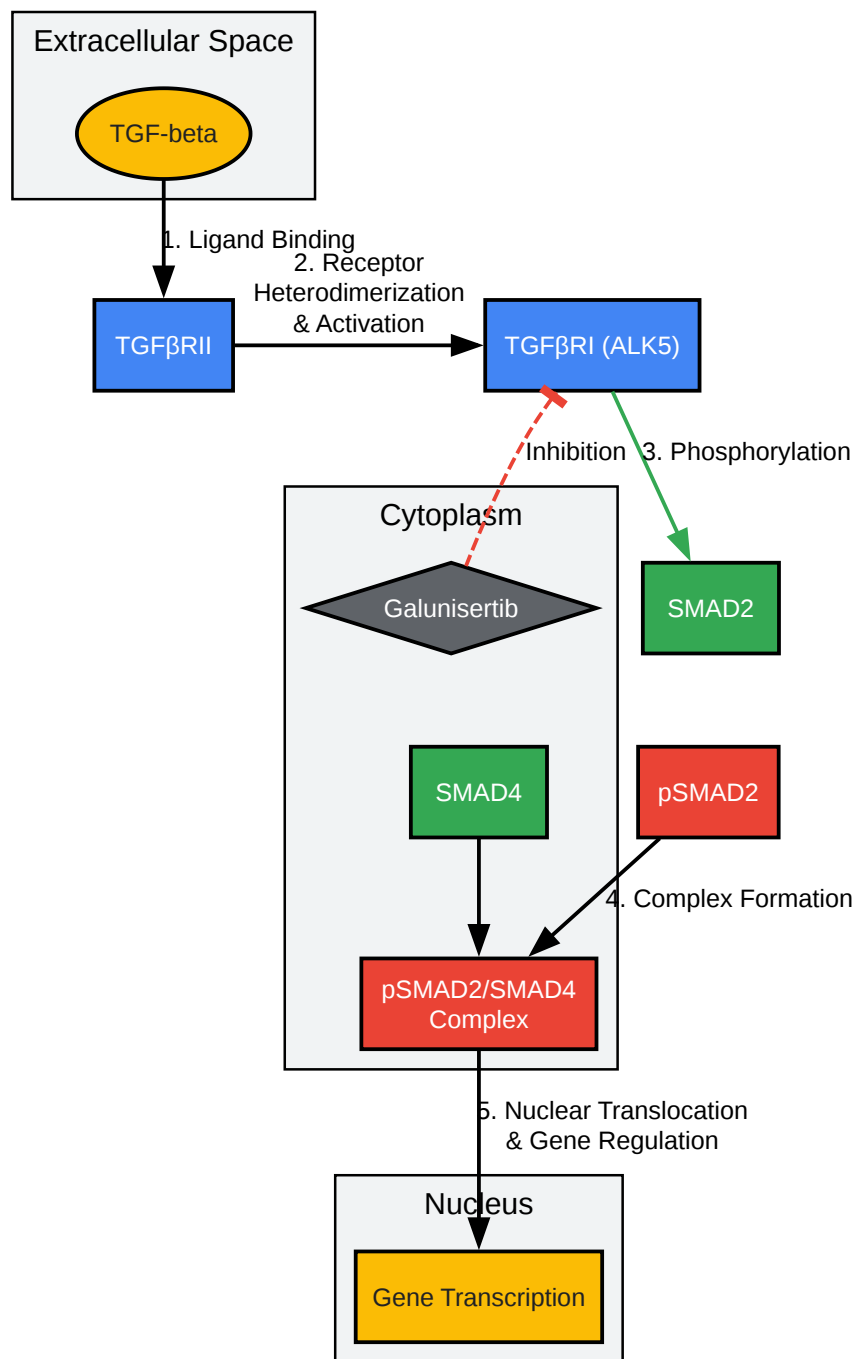 Extracellular Space
TGF-beta
1. Ligand Binding
2. Receptor
Heterodimerization
& Activation
TGFβRII
TGFβRI (ALK5)
Inhibition
3. Phosphorylation
Cytoplasm
Galunisertib
SMAD2
SMAD4
pSMAD2
4. Complex Formation
pSMAD2/SMAD4
Complex
5. Nuclear Translocation
& Gene Regulation
Nucleus
Gene Transcription